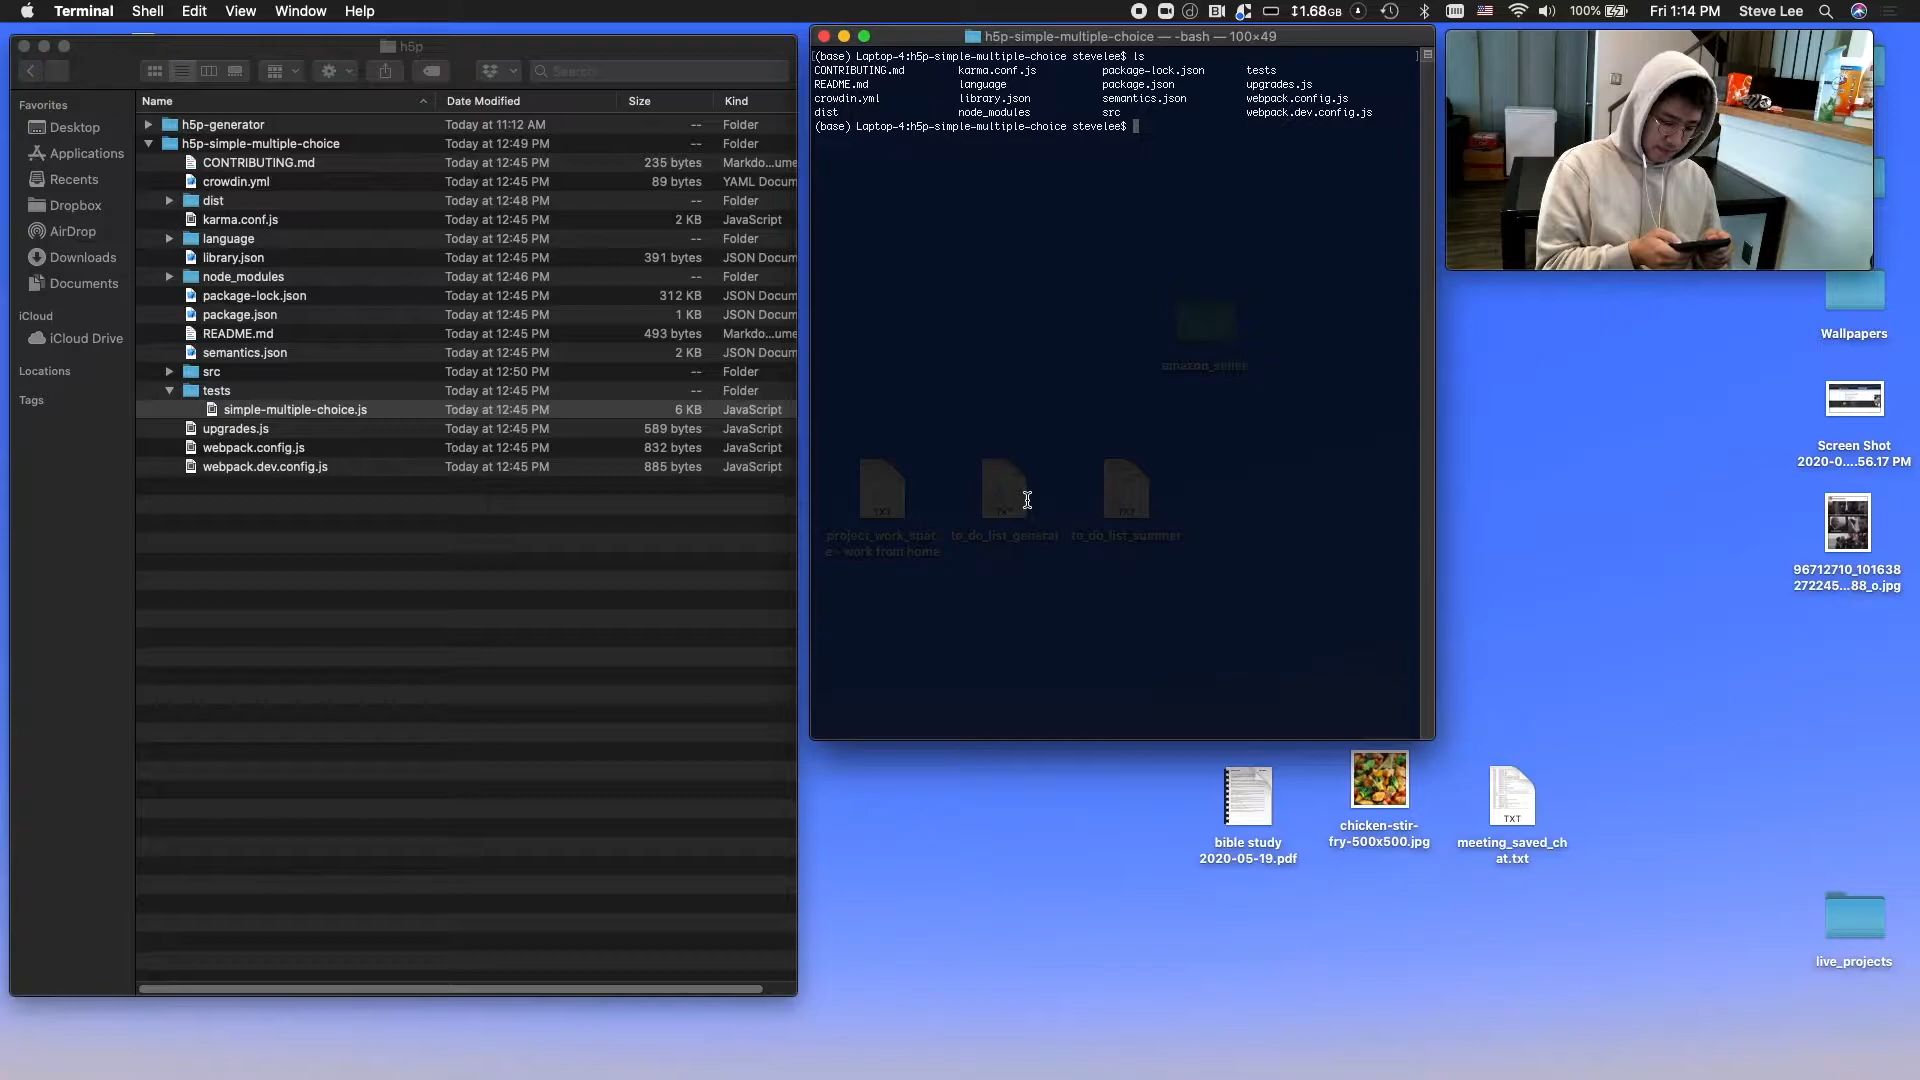 Terminal Shell Edit View Window Help
1.68GB 100% Fri 1:14 PM Steve Lee
h5p
Search
Favorites
Desktop
Applications
Recents
Dropbox
AirDrop
Downloads
Documents
iCloud
iCloud Drive
Locations
Tags
Name Date Modified Size Kind
h5p-generator Today at 11:12 AM -- Folder
h5p-simple-multiple-choice Today at 12:49 PM -- Folder
CONTRIBUTING.md Today at 12:45 PM 235 bytes Markdo...ume
crowdin.yml Today at 12:45 PM 89 bytes YAML Docum
dist Today at 12:48 PM -- Folder
karma.conf.js Today at 12:45 PM 2 KB JavaScript
language Today at 12:45 PM -- Folder
library.json Today at 12:45 PM 391 bytes JSON Docum
node_modules Today at 12:46 PM -- Folder
package-lock.json Today at 12:45 PM 312 KB JSON Docum
package.json Today at 12:45 PM 1 KB JSON Docum
README.md Today at 12:45 PM 493 bytes Markdo...ume
semantics.json Today at 12:45 PM 2 KB JSON Docum
src Today at 12:50 PM -- Folder
tests Today at 12:45 PM -- Folder
simple-multiple-choice.js Today at 12:45 PM 6 KB JavaScript
upgrades.js Today at 12:45 PM 589 bytes JavaScript
webpack.config.js Today at 12:45 PM 832 bytes JavaScript
webpack.dev.config.js Today at 12:45 PM 885 bytes JavaScript
h5p-simple-multiple-choice — -bash — 100×49
[(base) Laptop-4:h5p-simple-multiple-choice stevelee$ ls ]
CONTRIBUTING.md karma.conf.js package-lock.json tests
README.md language package.json upgrades.js
crowdin.yml library.json semantics.json webpack.config.js
dist node_modules src webpack.dev.config.js
(base) Laptop-4:h5p-simple-multiple-choice stevelee$
amazon_seller
TXT TXT TXT
project_work_spac
e - work from home
to_do_list_general
to_do_list_summer
Wallpapers
Screen Shot
2020-0....56.17 PM
96712710_101638
272245...88_o.jpg
bible study
2020-05-19.pdf
chicken-stir-
fry-500x500.jpg
TXT
meeting_saved_ch
at.txt
live_projects